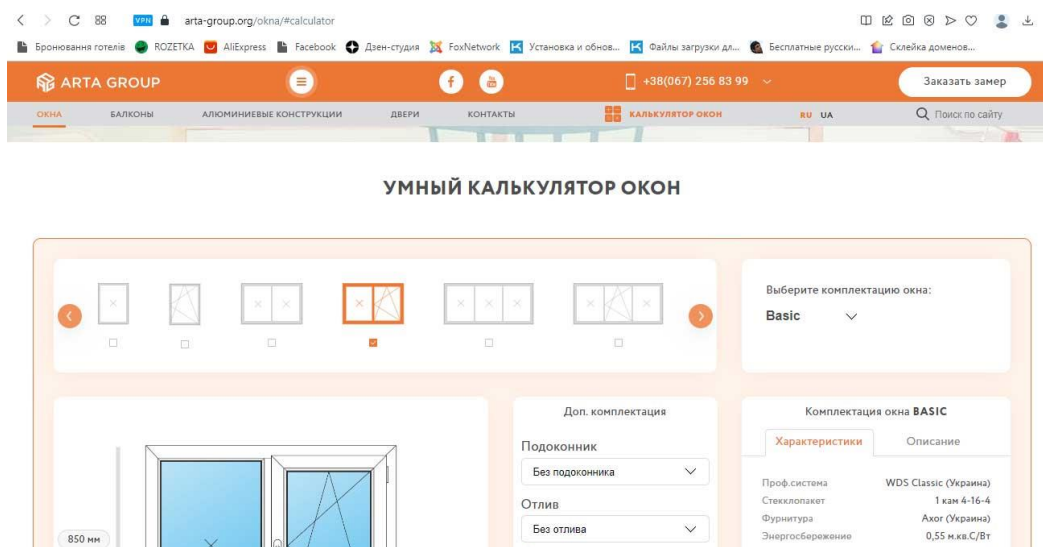 VPN arta-group.org/okna/#calculator
Бронювання готелів ROZETKA AliExpress Facebook Дзен-студия FoxNetwork Установка и обнов... Файлы загрузки дл... Бесплатные русски... Склейка доменов...
ARTA GROUP +38(067) 256 83 99 Заказать замер
ОКНА БАЛКОНЫ АЛЮМИНИЕВЫЕ КОНСТРУКЦИИ ДВЕРИ КОНТАКТЫ КАЛЬКУЛЯТОР ОКОН RU UA Поиск по сайту
УМНЫЙ КАЛЬКУЛЯТОР ОКОН
Выберите комплектацию окна:
Basic
Доп. комплектация
Подоконник
Без подоконника
Отлив
Без отлива
850 мм
Комплектация окна BASIC
Характеристики Описание
Проф.система WDS Classic (Украина)
Стекклопакет 1 кам 4-16-4
Фурнитура Axor (Украина)
Энергосбережение 0,55 м.кв.С/Вт